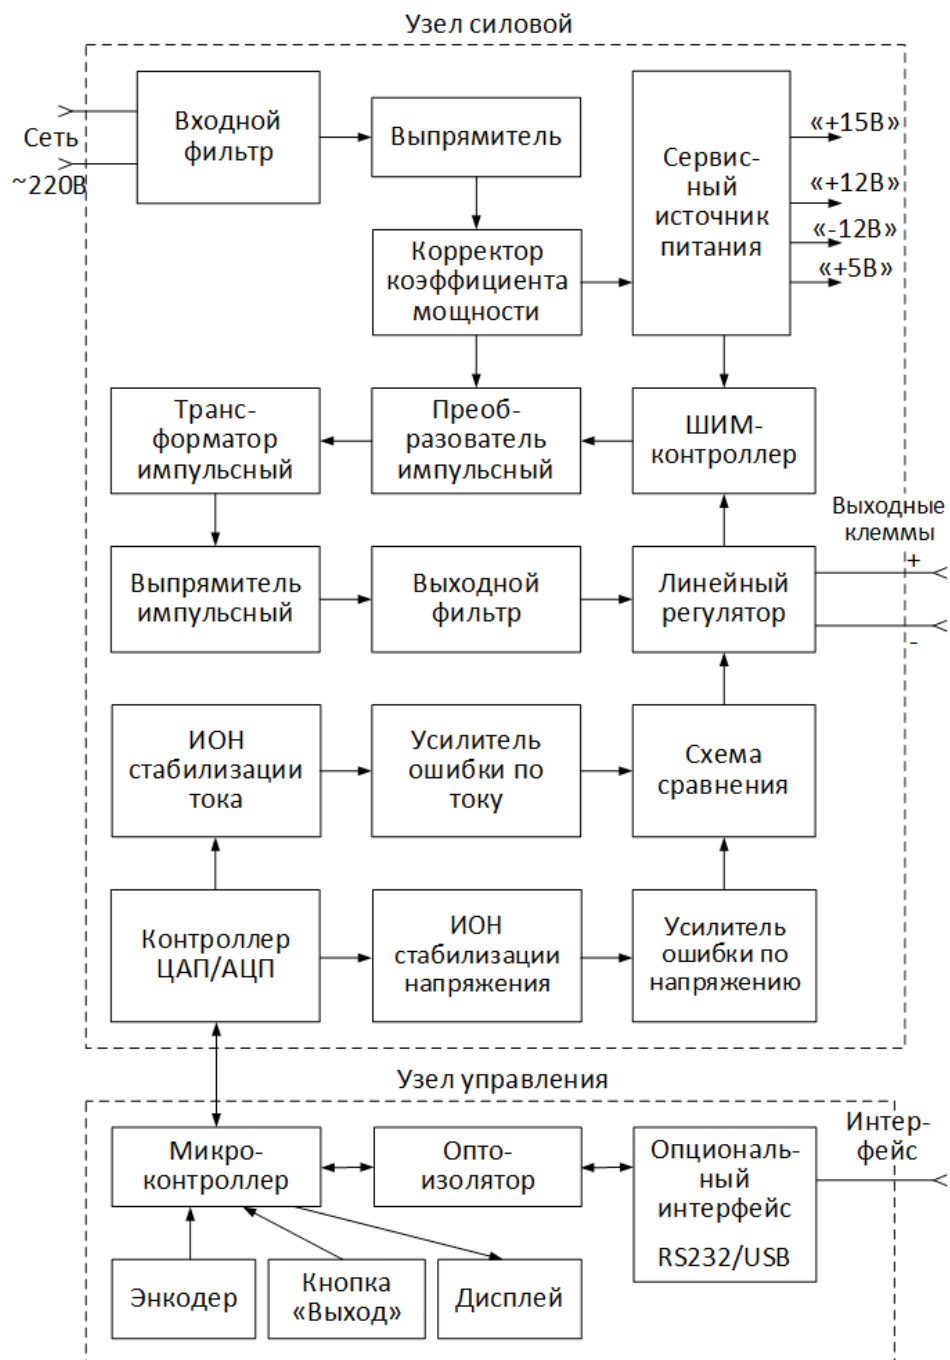 Узел силовой
Сеть
~220В
Входной
фильтр
Выпрямитель
Сервис-
ный
источник
питания
«+15В»
«+12В»
«-12В»
«+5В»
Корректор
коэффициента
мощности
Транс-
форматор
импульсный
Преоб-
разователь
импульсный
ШИМ-
контроллер
Выходные
клеммы
+
-
Выпрямитель
импульсный
Выходной
фильтр
Линейный
регулятор
ИОН
стабилизации
тока
Усилитель
ошибки по
току
Схема
сравнения
Контроллер
ЦАП/АЦП
ИОН
стабилизации
напряжения
Усилитель
ошибки по
напряжению
Узел управления
Микро-
контроллер
Опто-
изолятор
Опциональ-
ный
интерфейс
RS232/USB
Интер-
фейс
Энкодер
Кнопка
«Выход»
Дисплей